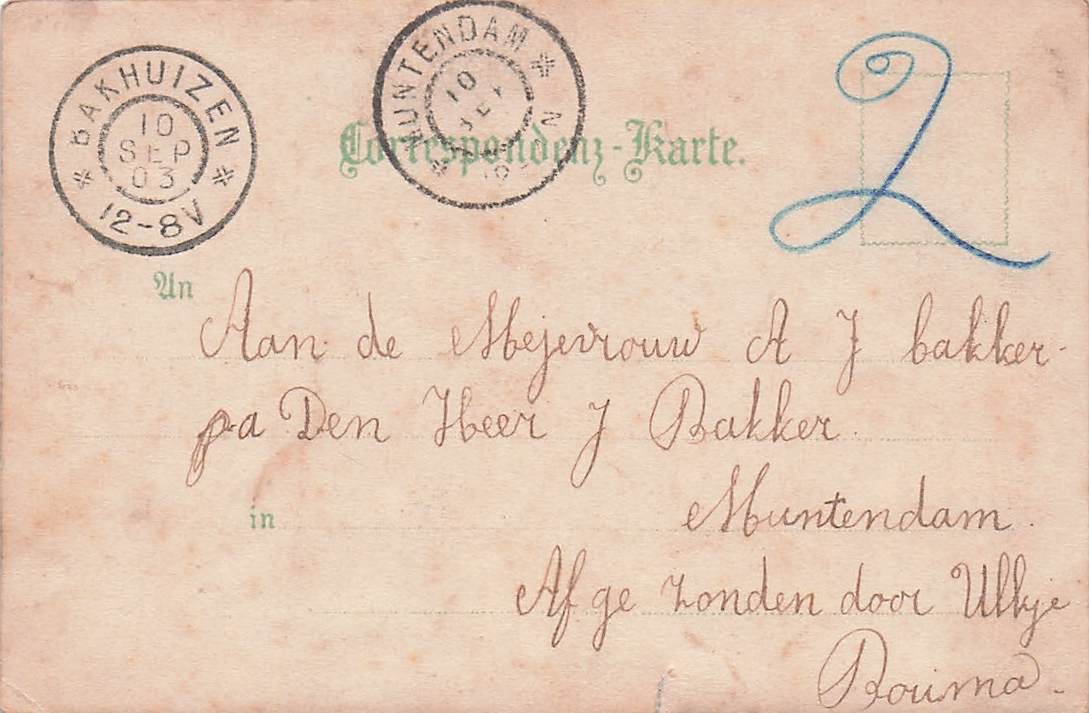 BAKHUIZEN
10
SEP
03
12-8V
MUNTENDAM
10
N
2
Correspondenz-Karte.
An
Aan de Mejevrouw A J bakker
pa Den Heer J Bakker
in
Muntendam.
Af ge zonden door Ulkje
Bouma.